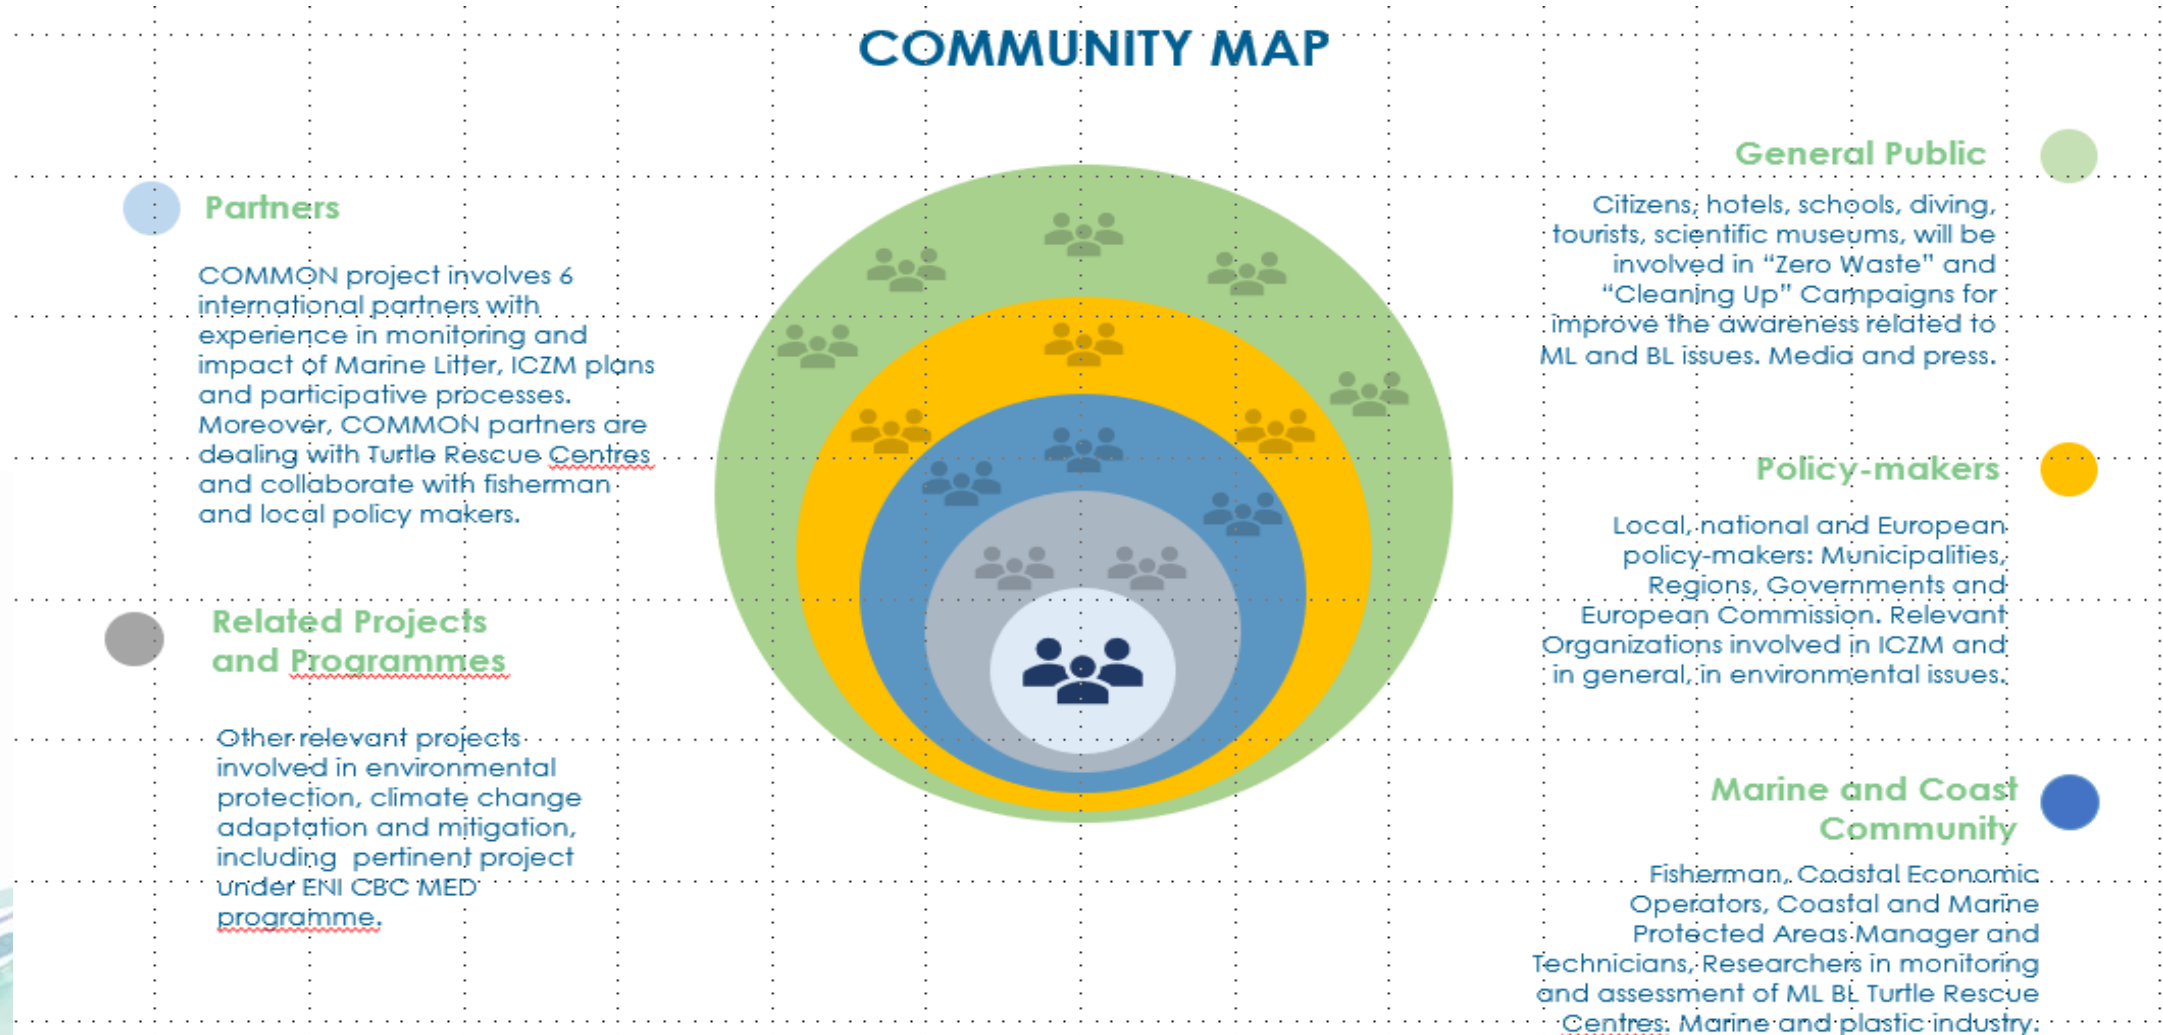 COMMUNITY MAP
Partners
COMMON project involves 6
international partners with
experience in monitoring and
impact of Marine Litter, ICZM plans
and participative processes.
Moreover, COMMON partners are
dealing with Turtle Rescue Centres
and collaborate with fisherman
and local policy makers.
Related Projects
and Programmes
Other relevant projects
involved in environmental
protection, climate change
adaptation and mitigation,
including  pertinent project
under ENI CBC MED
programme.
General Public
Citizens, hotels, schools, diving,
tourists, scientific museums, will be
involved in “Zero Waste” and
“Cleaning Up” Campaigns for
improve the awareness related to
ML and BL issues. Media and press.
Policy-makers
Local, national and European
policy-makers: Municipalities,
Regions, Governments and
European Commission. Relevant
Organizations involved in ICZM and
in general, in environmental issues.
Marine and Coast
Community
Fisherman, Coastal Economic
Operators, Coastal and Marine
Protected Areas Manager and
Technicians, Researchers in monitoring
and assessment of ML BL Turtle Rescue
Centres. Marine and plastic industry.